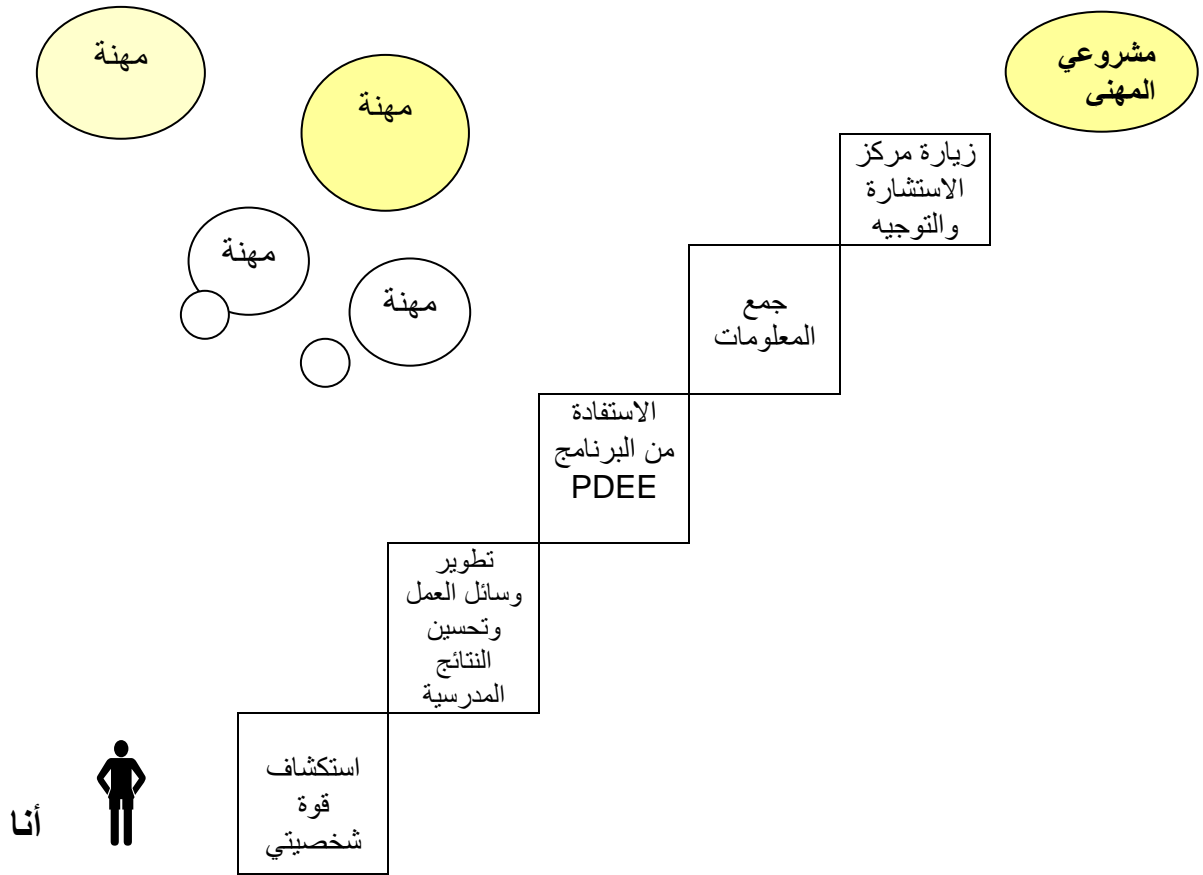 مهنة
مشروعي
المهنى
مهنة
زيارة مركز
الاستشارة
والتوجيه
مهنة
مهنة
جمع
المعلومات
الاستفادة
من البرنامج
PDEE
تطوير
وسائل العمل
وتحسين
النتائج
المدرسية
استكشاف
قوة
شخصيتي
أنا